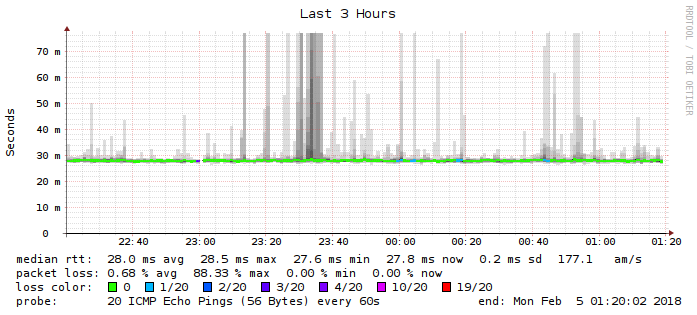 Last 3 Hours
RRDTOOL / TOBI OETIKER
Seconds
70 m
60 m
50 m
40 m
30 m
20 m
10 m
0
22:40 23:00 23:20 23:40 00:00 00:20 00:40 01:00 01:20
median rtt: 28.0 ms avg 28.5 ms max 27.6 ms min 27.8 ms now 0.2 ms sd 177.1 am/s
packet loss: 0.68 % avg 88.33 % max 0.00 % min 0.00 % now
loss color: 0 1/20 2/20 3/20 4/20 10/20 19/20
probe: 20 ICMP Echo Pings (56 Bytes) every 60s end: Mon Feb 5 01:20:02 2018